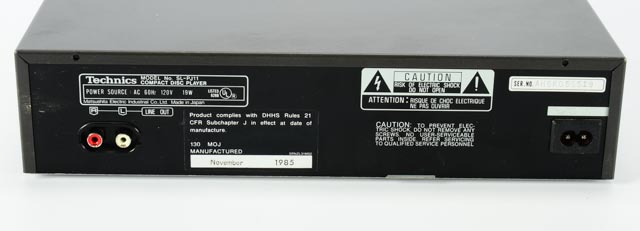 Technics MODEL No. SL-PJ11
COMPACT DISC PLAYER
POWER SOURCE : AC 60Hz 120V 19W
LISTED
UL
Matsushita Electric Industrial Co., Ltd. Made in Japan
R L LINE OUT
Product complies with DHHS Rules 21
CFR Subchapter J in effect at date of
manufacture.
130 MOJ
MANUFACTURED
November 1985
CAUTION
RISK OF ELECTRIC SHOCK
DO NOT OPEN
ATTENTION : RISQUE DE CHOC ELECTRIQUE
NE PAS OUVRIR
CAUTION: TO PREVENT ELEC-
TRIC SHOCK DO NOT REMOVE ANY
SCREWS. NO USER-SERVICEABLE
PARTS INSIDE. REFER SERVICING
TO QUALIFIED SERVICE PERSONNEL
SER.NO.